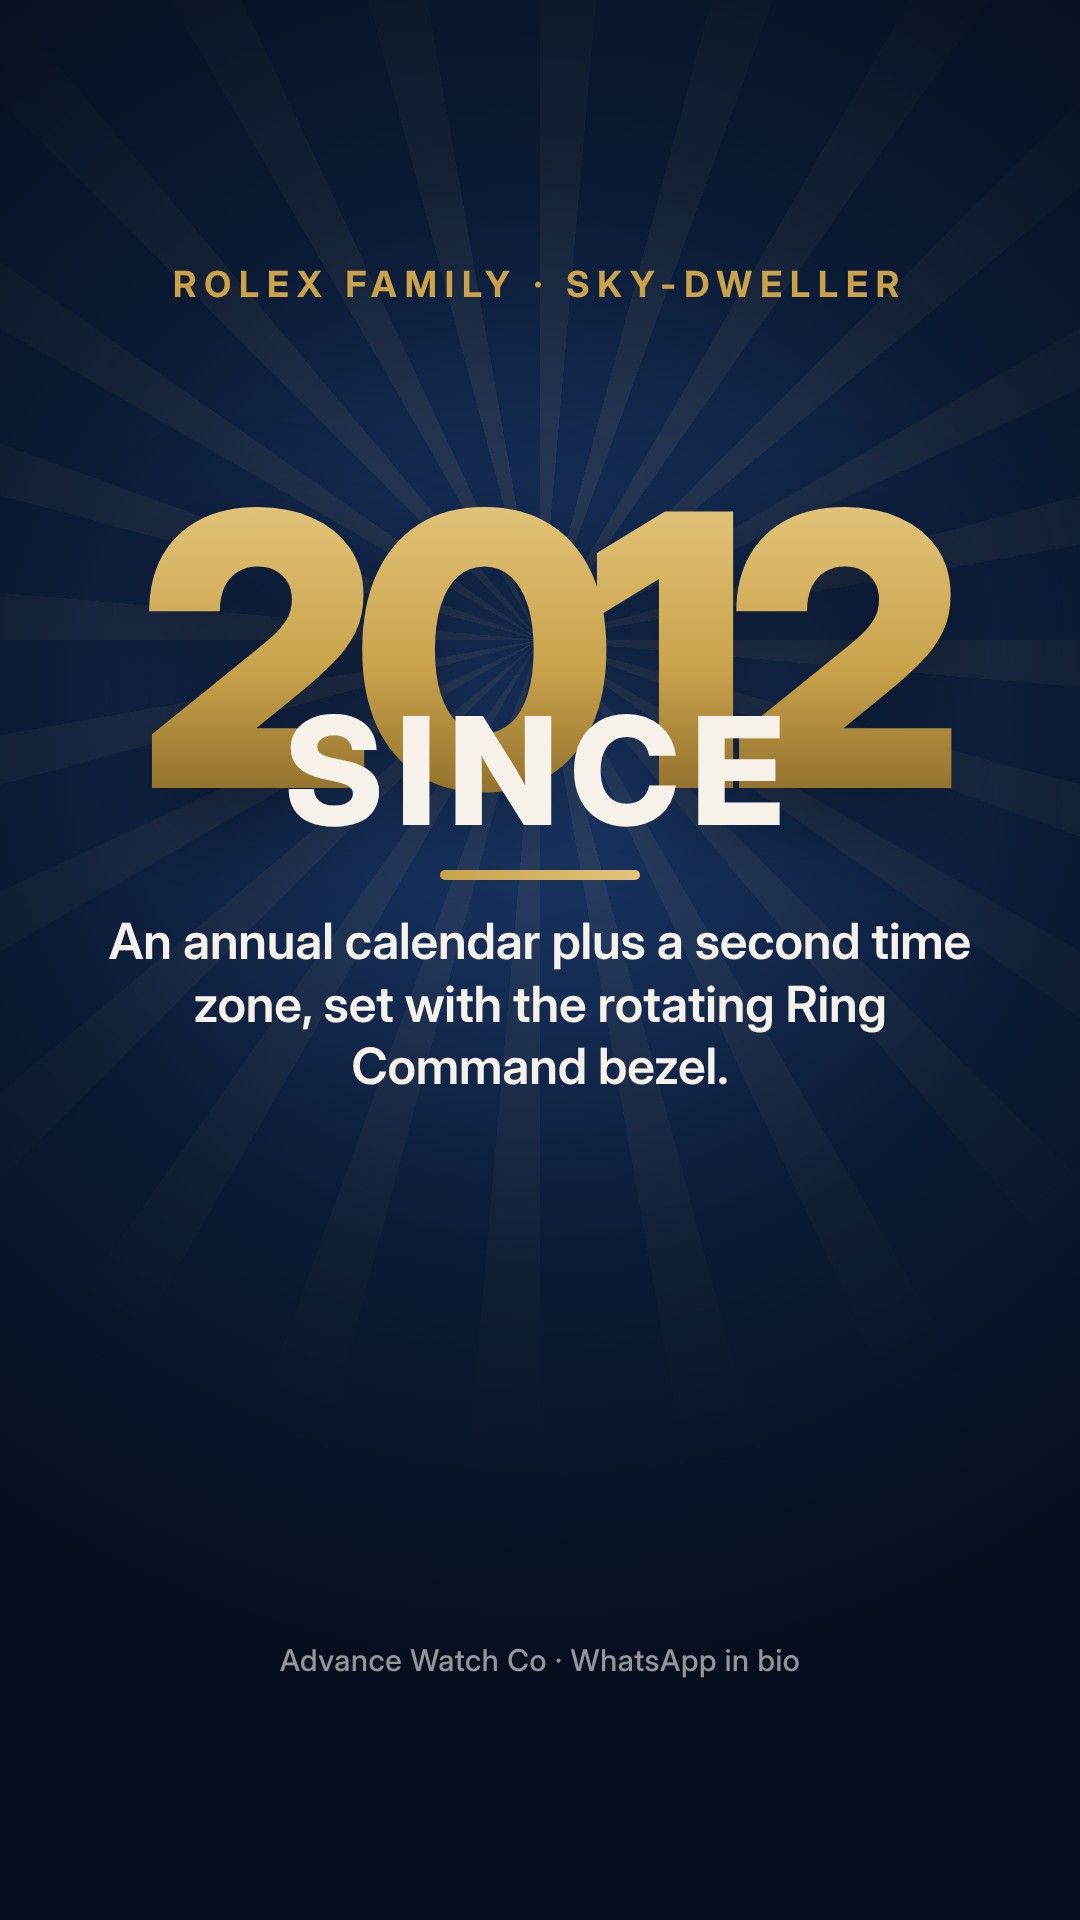 ROLEX FAMILY · SKY-DWELLER
2012
SINCE
An annual calendar plus a second time
zone, set with the rotating Ring
Command bezel.
Advance Watch Co · WhatsApp in bio